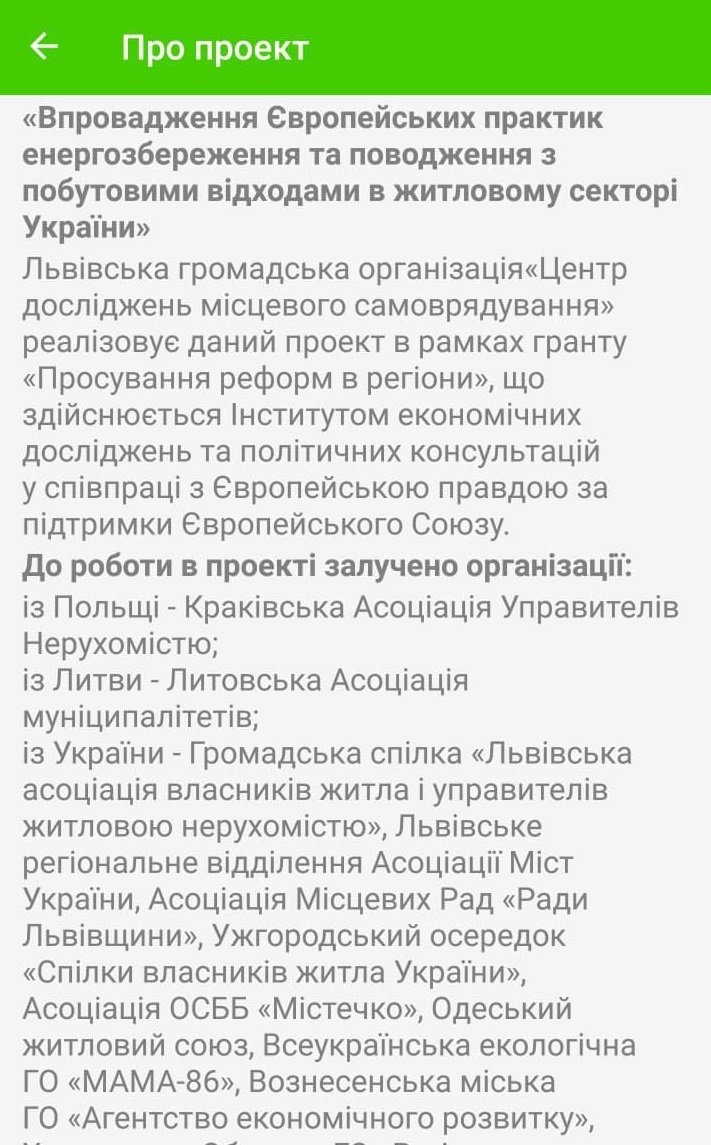 Про проект
«Впровадження Європейських практик
енергозбереження та поводження з
побутовими відходами в житловому секторі
України»
Львівська громадська організація«Центр
досліджень місцевого самоврядування»
реалізовує даний проект в рамках гранту
«Просування реформ в регіони», що
здійснюється Інститутом економічних
досліджень та політичних консультацій
у співпраці з Європейською правдою за
підтримки Європейського Союзу.
До роботи в проекті залучено організації:
із Польщі - Краківська Асоціація Управителів
Нерухомістю;
із Литви - Литовська Асоціація
муніципалітетів;
із України - Громадська спілка «Львівська
асоціація власників житла і управителів
житловою нерухомістю», Львівське
регіональне відділення Асоціації Міст
України, Асоціація Місцевих Рад «Ради
Львівщини», Ужгородський осередок
«Спілки власників житла України»,
Асоціація ОСББ «Містечко», Одеський
житловий союз, Всеукраїнська екологічна
ГО «МАМА-86», Вознесенська міська
ГО «Агентство економічного розвитку»,